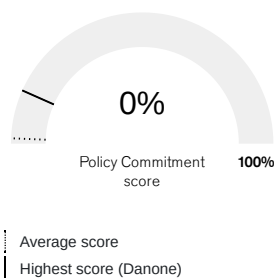 0%
Policy Commitment 100%
score
Average score
Highest score (Danone)